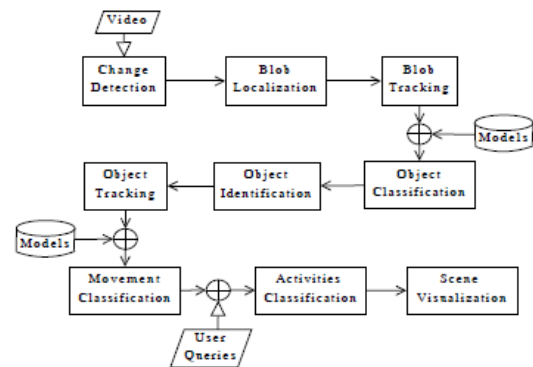 Video
Change
Detection
Blob
Localization
Blob
Tracking
Models
Object
Tracking
Object
Identification
Object
Classification
Models
Movement
Classification
Activities
Classification
Scene
Visualization
User
Queries